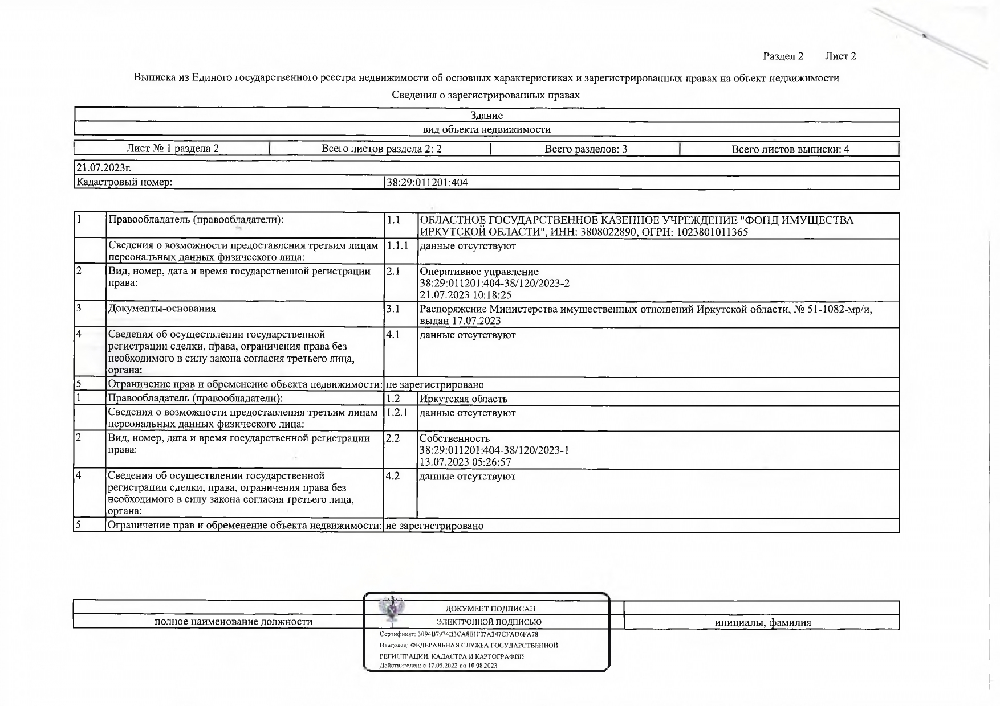 Раздел 2 Лист 2
Выписка из Единого государственного реестра недвижимости об основных характеристиках и зарегистрированных правах на объект недвижимости
Сведения о зарегистрированных правах
Здание
вид объекта недвижимости
Лист № 1 раздела 2 Всего листов раздела 2: 2 Всего разделов: 3 Всего листов выписки: 4
21.07.2023г.
Кадастровый номер: 38:29:011201:404
1 Правообладатель (правообладатели): 1.1 ОБЛАСТНОЕ ГОСУДАРСТВЕННОЕ КАЗЕННОЕ УЧРЕЖДЕНИЕ "ФОНД ИМУЩЕСТВА
ИРКУТСКОЙ ОБЛАСТИ", ИНН: 3808022890, ОГРН: 1023801011365
Сведения о возможности предоставления третьим лицам 1.1.1 данные отсутствуют
персональных данных физического лица:
2 Вид, номер, дата и время государственной регистрации 2.1 Оперативное управление
права: 38:29:011201:404-38/120/2023-2
21.07.2023 10:18:25
3 Документы-основания 3.1 Распоряжение Министерства имущественных отношений Иркутской области, № 51-1082-мр/и,
выдан 17.07.2023
4 Сведения об осуществлении государственной 4.1 данные отсутствуют
регистрации сделки, права, ограничения права без
необходимого в силу закона согласия третьего лица,
органа:
5 Ограничение прав и обременение объекта недвижимости: не зарегистрировано
1 Правообладатель (правообладатели): 1.2 Иркутская область
Сведения о возможности предоставления третьим лицам 1.2.1 данные отсутствуют
персональных данных физического лица:
2 Вид, номер, дата и время государственной регистрации 2.2 Собственность
права: 38:29:011201:404-38/120/2023-1
13.07.2023 05:26:57
4 Сведения об осуществлении государственной 4.2 данные отсутствуют
регистрации сделки, права, ограничения права без
необходимого в силу закона согласия третьего лица,
органа:
5 Ограничение прав и обременение объекта недвижимости: не зарегистрировано
ДОКУМЕНТ ПОДПИСАН
полное наименование должности ЭЛЕКТРОННОЙ ПОДПИСЬЮ инициалы, фамилия
Сертификат: 3094B7974B3CA8E1F07A347CFAD6FA78
Владелец: ФЕДЕРАЛЬНАЯ СЛУЖБА ГОСУДАРСТВЕННОЙ
РЕГИСТРАЦИИ, КАДАСТРА И КАРТОГРАФИИ
Действителен: с 17.05.2022 по 10.08.2023